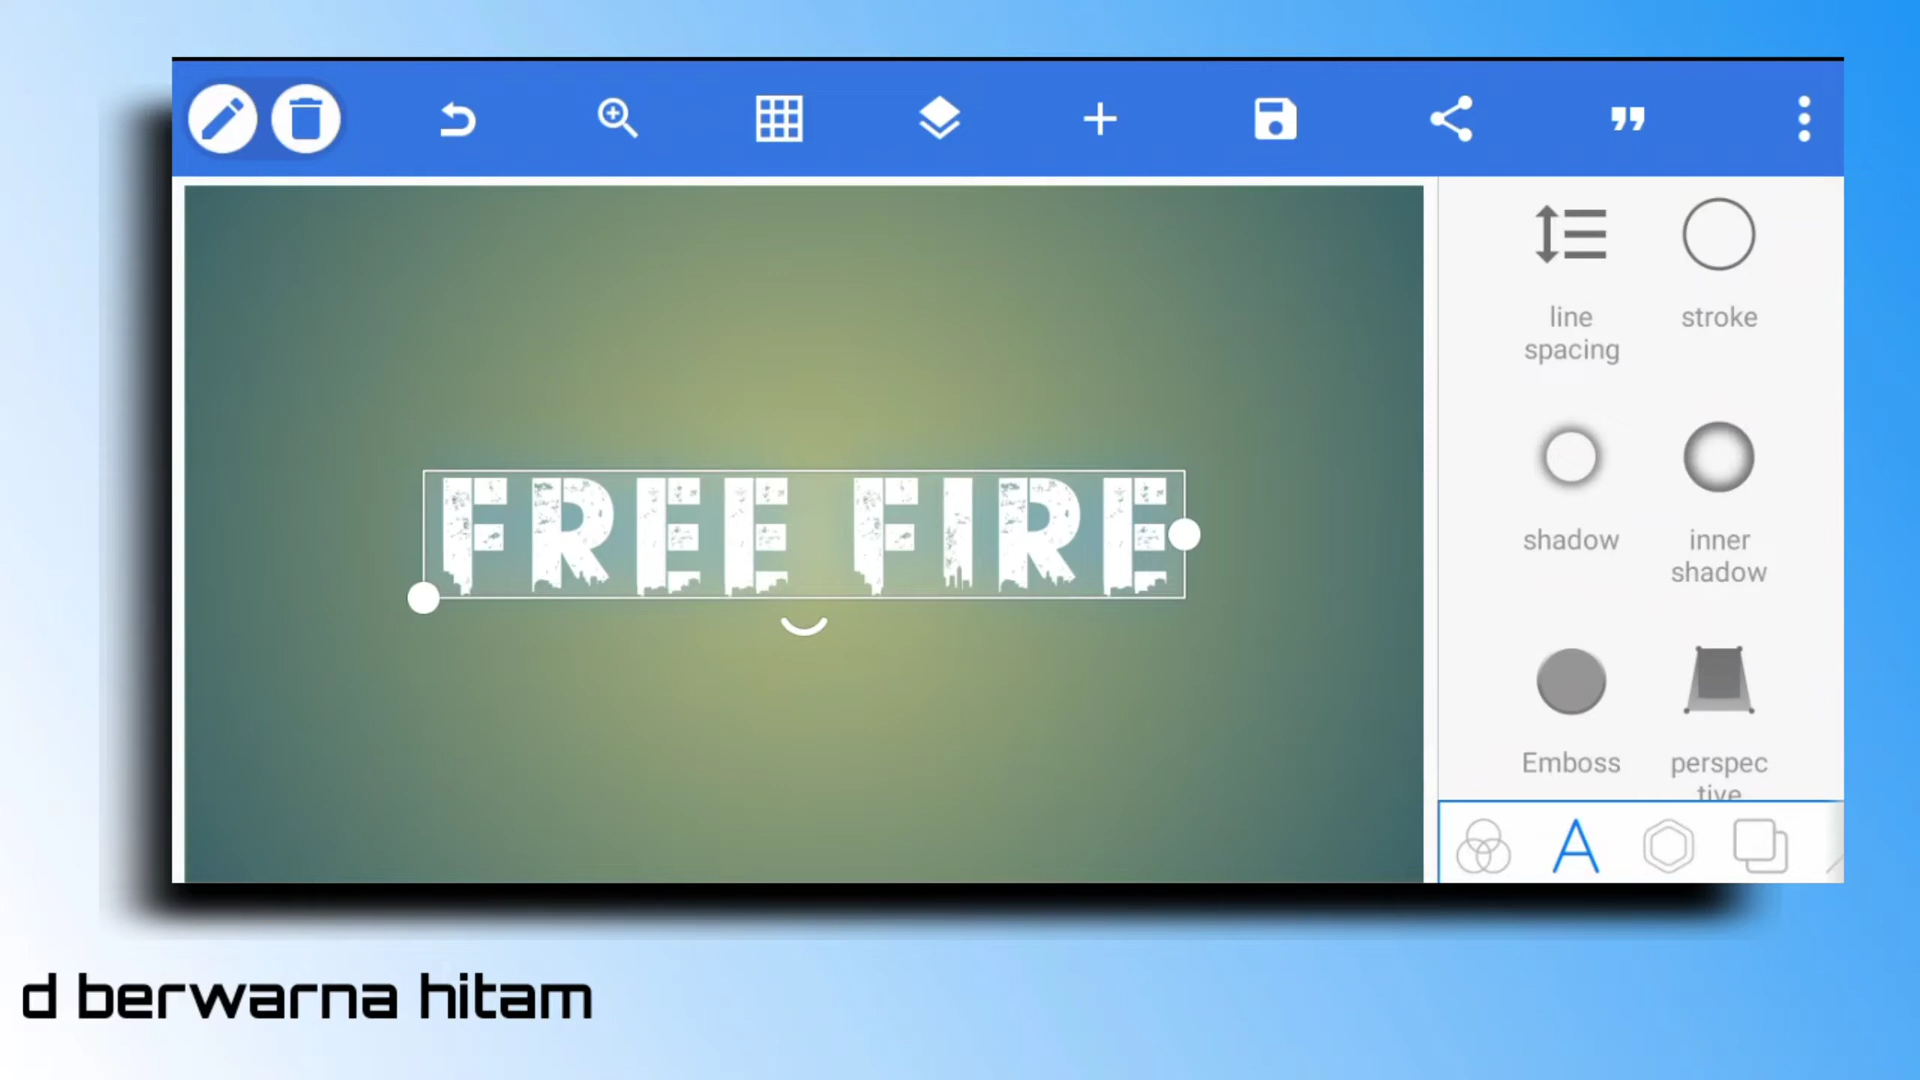 FREE FIRE
line
spacing
stroke
shadow
inner
shadow
Emboss
perspec
tive
d berwarna hitam